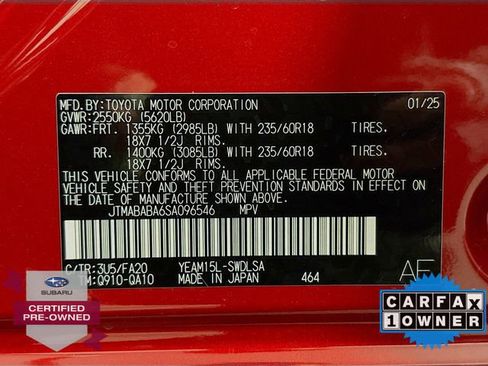 MFD.BY:TOYOTA MOTOR CORPORATION 01/25
GVWR:2550KG (5620LB)
GAWR:FRT. 1355KG (2985LB) WITH 235/60R18 TIRES.
18X7 1/2J RIMS.
RR. 1400KG (3085LB) WITH 235/60R18 TIRES.
18X7 1/2J RIMS.
THIS VEHICLE CONFORMS TO ALL APPLICABLE FEDERAL MOTOR
VEHICLE SAFETY AND THEFT PREVENTION STANDARDS IN EFFECT
ON THE DATE OF MANUFACTURE SHOWN ABOVE.
JTMABABA6SA096546 MPV
C/TR:3U5/FA20 YEAM15L-SWDLSA
TM:Q910-QA10 MADE IN JAPAN 464
SUBARU
CERTIFIED
PRE-OWNED
CARFAX
1 OWNER